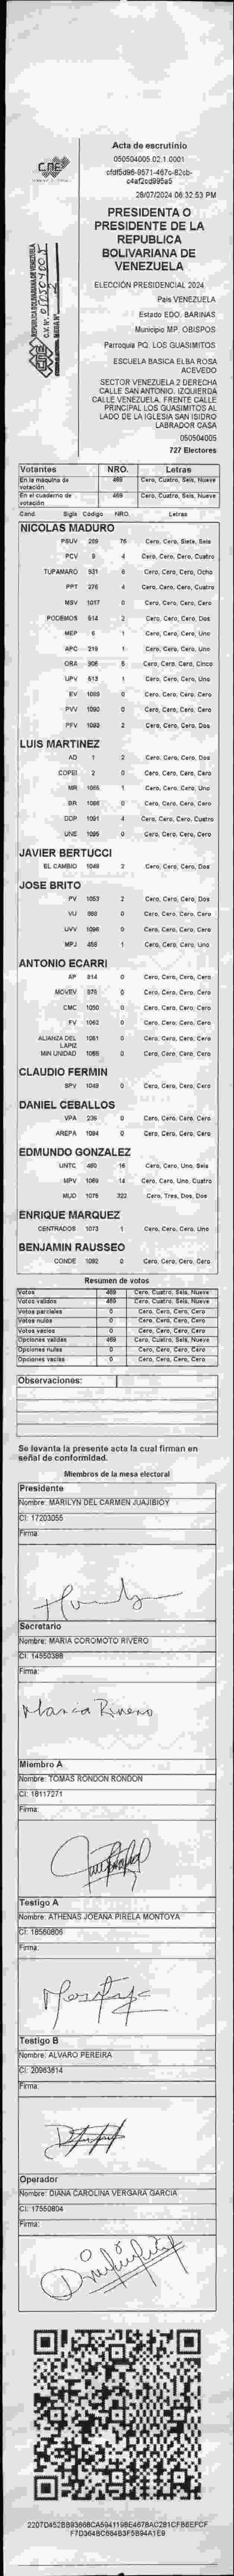 Acta de escrutinio
050504005.02.1.0001
28/07/2024 06:32:53 PM
CNE
REPUBLICA BOLIVARIANA DE VENEZUELA
PRESIDENTA O
PRESIDENTE DE LA
REPUBLICA
BOLIVARIANA DE
VENEZUELA
ELECCIÓN PRESIDENCIAL 2024
País VENEZUELA
Estado EDO. BARINAS
Municipio MP. OBISPOS
Parroquia PQ. LOS GUASIMITOS
ESCUELA BASICA ELBA ROSA
ACEVEDO
SECTOR VENEZUELA 2 DERECHA
CALLE SAN ANTONIO. IZQUIERDA
CALLE VENEZUELA. FRENTE CALLE
PRINCIPAL LOS GUASIMITOS AL
LADO DE LA IGLESIA SAN ISIDRO
LABRADOR CASA
050504005
727 Electores
Votantes NRO. Letras
En la máquina de votación 469 Cero, Cuatro, Seis, Nueve
En el cuaderno de votación 469 Cero, Cuatro, Seis, Nueve
Cand. Sigla Código NRO. Letras
NICOLAS MADURO
PSUV 269 76 Cero, Cero, Siete, Seis
PCV 9 4 Cero, Cero, Cero, Cuatro
TUPAMARO 931 8 Cero, Cero, Cero, Ocho
PPT 276 4 Cero, Cero, Cero, Cuatro
MSV 1017 0 Cero, Cero, Cero, Cero
PODEMOS 614 2 Cero, Cero, Cero, Dos
MEP 6 1 Cero, Cero, Cero, Uno
APC 219 1 Cero, Cero, Cero, Uno
ORA 906 5 Cero, Cero, Cero, Cinco
UPV 613 1 Cero, Cero, Cero, Uno
EV 1089 0 Cero, Cero, Cero, Cero
PVV 1090 0 Cero, Cero, Cero, Cero
PFV 1093 2 Cero, Cero, Cero, Dos
LUIS MARTINEZ
AD 1 2 Cero, Cero, Cero, Dos
COPEI 2 0 Cero, Cero, Cero, Cero
MR 1065 1 Cero, Cero, Cero, Uno
BR 1086 0 Cero, Cero, Cero, Cero
DDP 1091 4 Cero, Cero, Cero, Cuatro
UNE 1095 0 Cero, Cero, Cero, Cero
JAVIER BERTUCCI
EL CAMBIO 1048 2 Cero, Cero, Cero, Dos
JOSE BRITO
PV 1053 2 Cero, Cero, Cero, Dos
VU 988 0 Cero, Cero, Cero, Cero
UVV 1096 0 Cero, Cero, Cero, Cero
MPJ 458 1 Cero, Cero, Cero, Uno
ANTONIO ECARRI
AP 814 0 Cero, Cero, Cero, Cero
MOVEV 976 0 Cero, Cero, Cero, Cero
CMC 1050 0 Cero, Cero, Cero, Cero
FV 1062 0 Cero, Cero, Cero, Cero
ALIANZA DEL LAPIZ 1081 0 Cero, Cero, Cero, Cero
MIN UNIDAD 1055 0 Cero, Cero, Cero, Cero
CLAUDIO FERMIN
SPV 1049 0 Cero, Cero, Cero, Cero
DANIEL CEBALLOS
VPA 236 0 Cero, Cero, Cero, Cero
AREPA 1094 0 Cero, Cero, Cero, Cero
EDMUNDO GONZALEZ
UNTC 460 16 Cero, Cero, Uno, Seis
MPV 1069 14 Cero, Cero, Uno, Cuatro
MUD 1075 322 Cero, Tres, Dos, Dos
ENRIQUE MARQUEZ
CENTRADOS 1073 1 Cero, Cero, Cero, Uno
BENJAMIN RAUSSEO
CONDE 1092 0 Cero, Cero, Cero, Cero
Resumen de votos
Votos 469 Cero, Cuatro, Seis, Nueve
Votos validos 469 Cero, Cuatro, Seis, Nueve
Votos parciales 0 Cero, Cero, Cero, Cero
Votos nulos 0 Cero, Cero, Cero, Cero
Votos vacios 0 Cero, Cero, Cero, Cero
Opciones validas 469 Cero, Cuatro, Seis, Nueve
Opciones nulas 0 Cero, Cero, Cero, Cero
Opciones vacias 0 Cero, Cero, Cero, Cero
Observaciones:
Se levanta la presente acta la cual firman en
señal de conformidad.
Miembros de la mesa electoral
Presidente
Nombre: MARILYN DEL CARMEN JUAJIBIOY
CI: 17203055
Firma:
Secretario
Nombre: MARIA COROMOTO RIVERO
CI: 14550388
Firma:
Maria Rivero
Miembro A
Nombre: TOMAS RONDON RONDON
CI: 18117271
Firma:
Testigo A
Nombre: ATHENAS JOEANA PIRELA MONTOYA
CI: 18560806
Firma:
Testigo B
Nombre: ALVARO PEREIRA
CI: 20963614
Firma:
Operador
Nombre: DIANA CAROLINA VERGARA GARCIA
CI: 17550804
Firma: